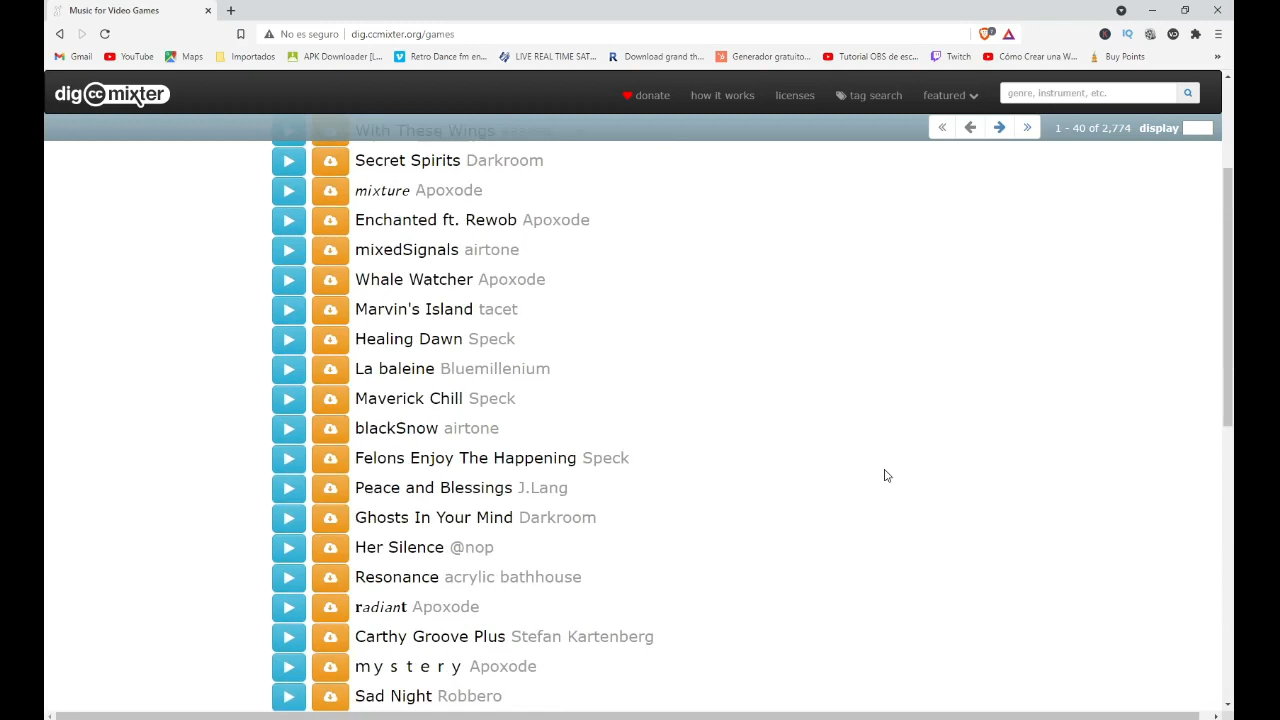 Music for Video Games
No es seguro dig.ccmixter.org/games
Gmail YouTube Maps Importados APK Downloader [L... Retro Dance fm en... LIVE REAL TIME SAT... Download grand th... Generador gratuito... Tutorial OBS de esc... Twitch Cómo Crear una W... Buy Points
dig cc mixter donate how it works licenses tag search featured genre, instrument, etc.
With These Wings
1 - 40 of 2,774 display
Secret Spirits Darkroom
mixture Apoxode
Enchanted ft. Rewob Apoxode
mixedSignals airtone
Whale Watcher Apoxode
Marvin's Island tacet
Healing Dawn Speck
La baleine Bluemillenium
Maverick Chill Speck
blackSnow airtone
Felons Enjoy The Happening Speck
Peace and Blessings J.Lang
Ghosts In Your Mind Darkroom
Her Silence @nop
Resonance acrylic bathhouse
radiant Apoxode
Carthy Groove Plus Stefan Kartenberg
m y s t e r y Apoxode
Sad Night Robbero